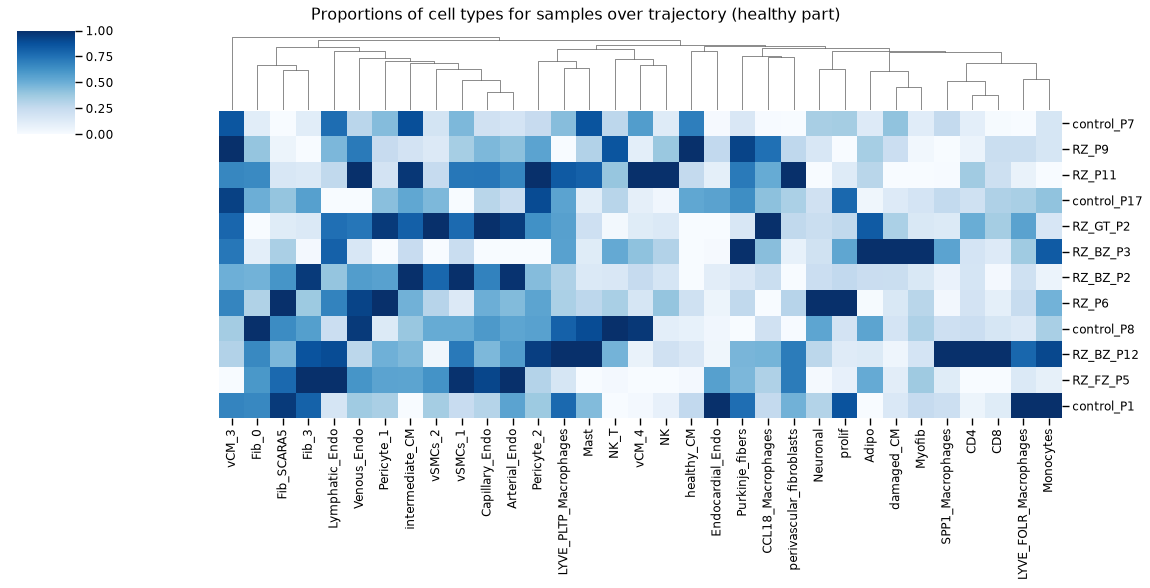 Proportions of cell types for samples over trajectory (healthy part)
1.00
0.75
0.50
0.25
0.00
control_P7
RZ_P9
RZ_P11
control_P17
RZ_GT_P2
RZ_BZ_P3
RZ_BZ_P2
RZ_P6
control_P8
RZ_BZ_P12
RZ_FZ_P5
control_P1
vCM_3
Fib_0
Fib_SCARA5
Fib_3
Lymphatic_Endo
Venous_Endo
Pericyte_1
intermediate_CM
vSMCs_2
vSMCs_1
Capillary_Endo
Arterial_Endo
Pericyte_2
LYVE_PLTP_Macrophages
Mast
NK_T
vCM_4
NK
healthy_CM
Endocardial_Endo
Purkinje_fibers
CCL18_Macrophages
perivascular_fibroblasts
Neuronal
prolif
Adipo
damaged_CM
Myofib
SPP1_Macrophages
CD4
CD8
LYVE_FOLR_Macrophages
Monocytes